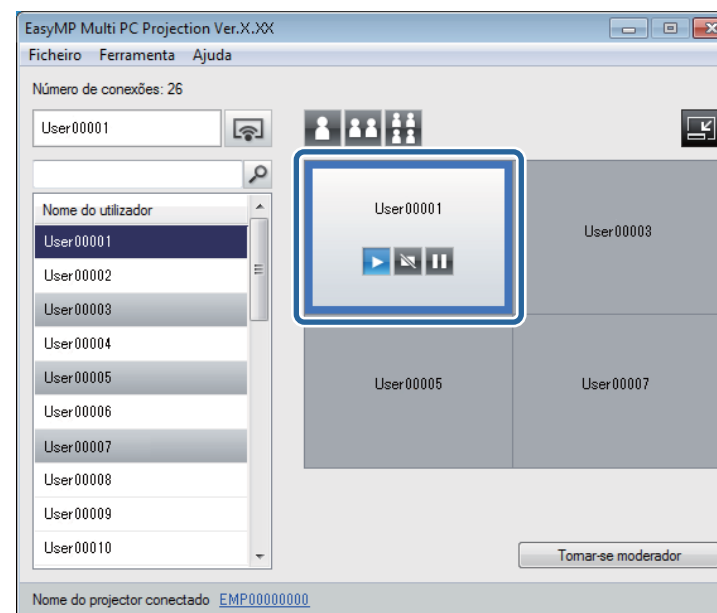 EasyMP Multi PC Projection Ver.X.XX
Ficheiro Ferramenta Ajuda
Número de conexões: 26
User00001
Nome do utilizador
User00001
User00002
User00003
User00004
User00005
User00006
User00007
User00008
User00009
User00010
User00001
User00003
User00005
User00007
Tornar-se moderador
Nome do projector conectado EMP00000000